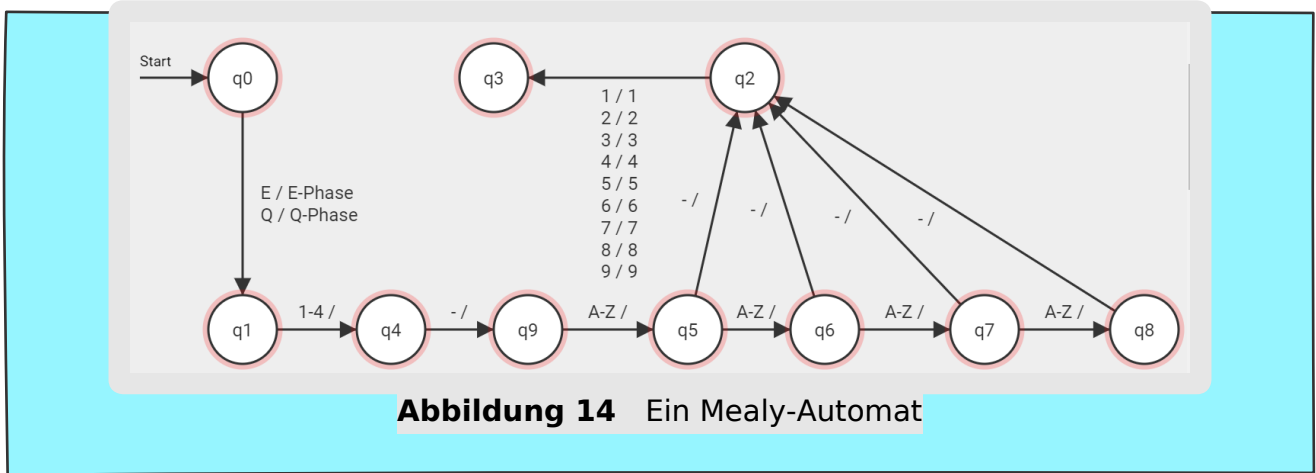 Start
q0
q3
q2
1 / 1
2 / 2
3 / 3
4 / 4
5 / 5
6 / 6
7 / 7
8 / 8
9 / 9
E / E-Phase
Q / Q-Phase
- /
- /
- /
- /
q1
1-4 /
q4
- /
q9
A-Z /
q5
A-Z /
q6
A-Z /
q7
A-Z /
q8
Abbildung 14 Ein Mealy-Automat